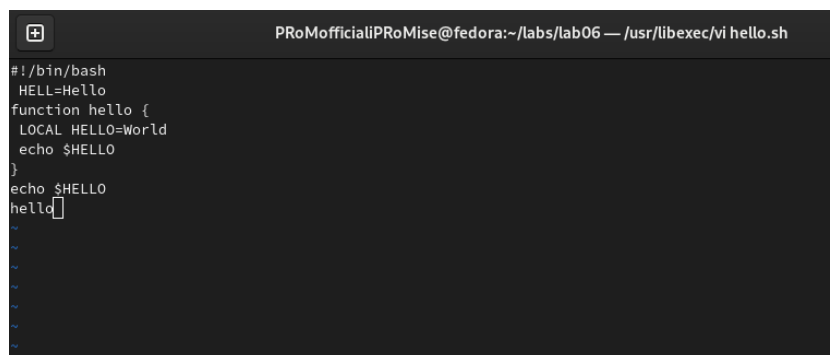 PRoMofficialiPRoMise@fedora:~/labs/lab06 — /usr/libexec/vi hello.sh
#!/bin/bash
 HELL=Hello
function hello {
 LOCAL HELLO=World
 echo $HELLO
}
echo $HELLO
hello
~
~
~
~
~
~
~